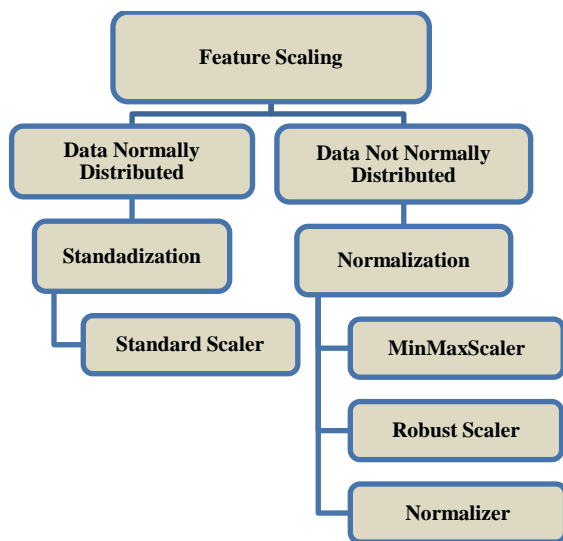 Feature Scaling
Data Normally
Distributed
Data Not Normally
Distributed
Standadization
Normalization
Standard Scaler
MinMaxScaler
Robust Scaler
Normalizer